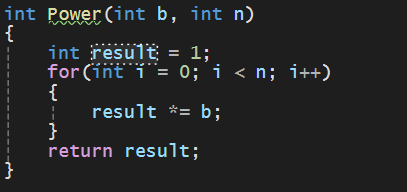 int Power(int b, int n)
{
    int result = 1;
    for(int i = 0; i < n; i++)
    {
        result *= b;
    }
    return result;
}